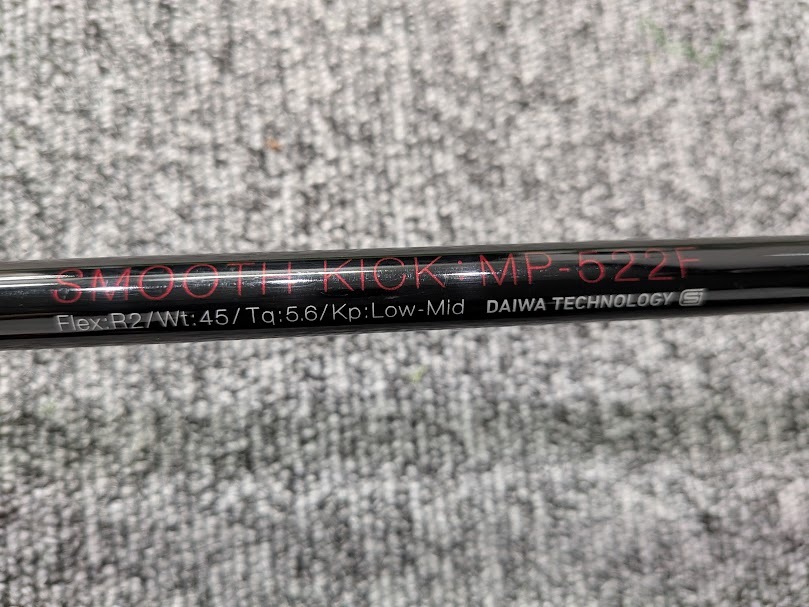 SMOOTH KICK MP-522F
Flex:R2/Wt:45/Tq:5.6/Kp:Low-Mid DAIWA TECHNOLOGY